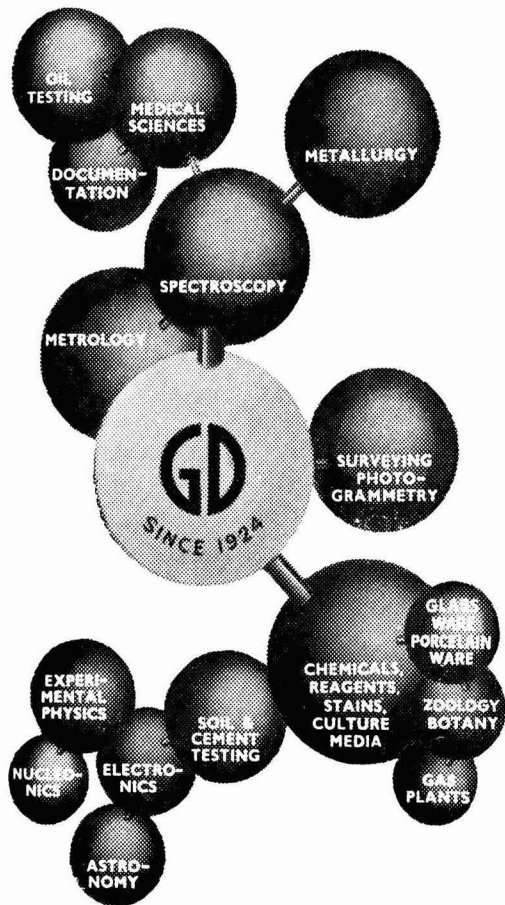 OIL
TESTING
MEDICAL
SCIENCES
DOCUMEN-
TATION
METALLURGY
SPECTROSCOPY
METROLOGY
GD
SINCE 1924
SURVEYING
PHOTO-
GRAMMETRY
CHEMICALS,
REAGENTS,
STAINS,
CULTURE
MEDIA
GLASS
WARE
PORCELAIN
WARE
ZOOLOGY
BOTANY
GAS
PLANTS
EXPERI-
MENTAL
PHYSICS
SOIL &
CEMENT
TESTING
NUCLEO-
NICS
ELECTRO-
NICS
ASTRO-
NOMY